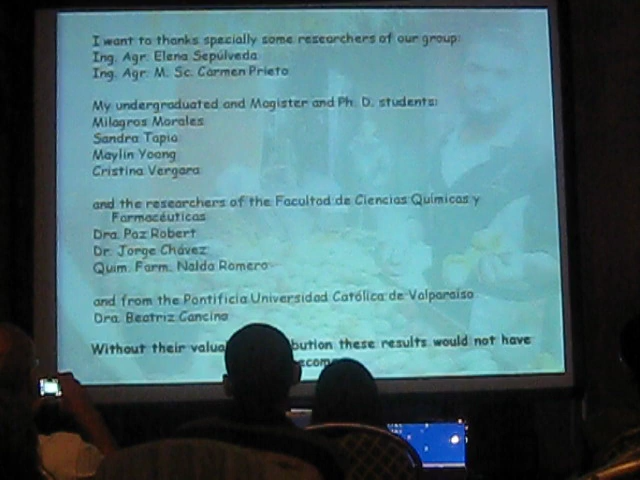 I want to thanks specially some researchers of our group:
Ing. Agr. Elena Sepúlveda
Ing. Agr. M. Sc. Carmen Prieto
My undergraduated and Magister and Ph. D. students:
Milagros Morales
Sandra Tapia
Maylin Yoong
Cristina Vergara
and the researchers of the Facultad de Ciencias Químicas y
Farmacéuticas
Dra. Paz Robert
Dr. Jorge Chávez
Quim. Farm. Nalda Romero
and from the Pontificia Universidad Católica de Valparaíso
Dra. Beatriz Cancino
Without their these results would not have